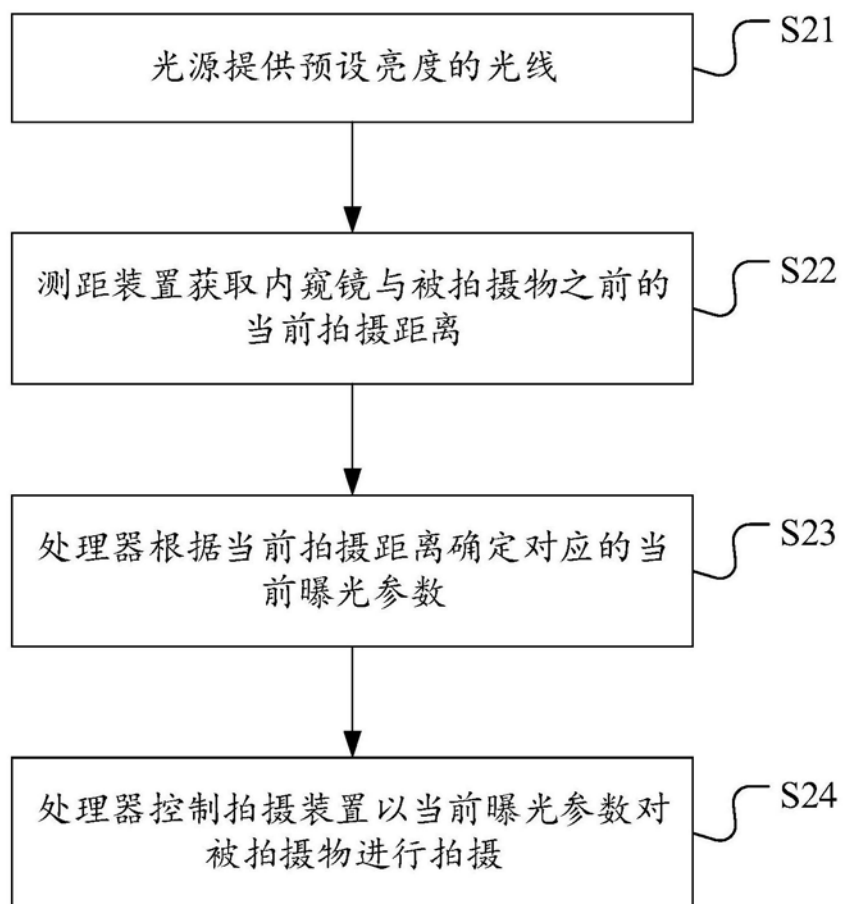 光源提供预设亮度的光线
S21
测距装置获取内窥镜与被拍摄物之前的
当前拍摄距离
S22
处理器根据当前拍摄距离确定对应的当
前曝光参数
S23
处理器控制拍摄装置以当前曝光参数对
被拍摄物进行拍摄
S24